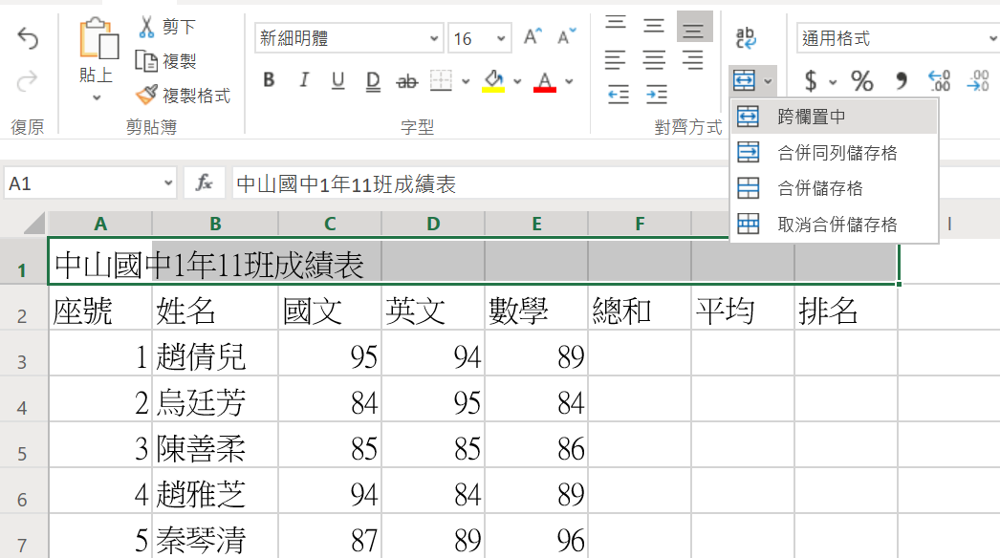 剪下
複製
複製格式
貼上
復原
剪貼簿
新細明體
16
A A
B I U D ab
A
字型
ab
c
對齊方式
通用格式
$ % , .00 .00
跨欄置中
合併同列儲存格
合併儲存格
取消合併儲存格
A1
fx
中山國中1年11班成績表
A B C D E F I
1 中山國中1年11班成績表
2 座號 姓名 國文 英文 數學 總和 平均 排名
3 1 趙倩兒 95 94 89
4 2 烏廷芳 84 95 84
5 3 陳善柔 85 85 86
6 4 趙雅芝 94 84 89
7 5 秦琴清 87 89 96